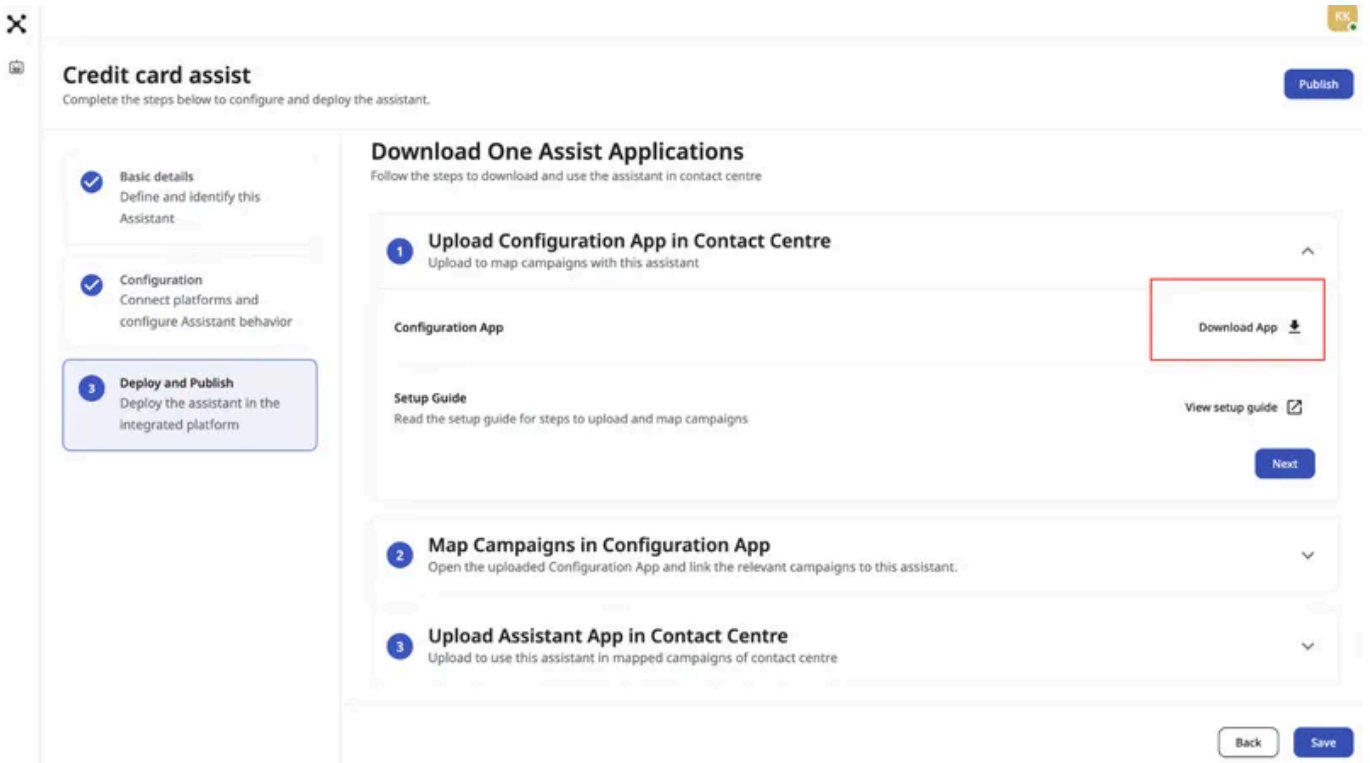 KK
Credit card assist
Complete the steps below to configure and deploy the assistant.
Publish
Basic details
Define and identify this
Assistant
Configuration
Connect platforms and
configure Assistant behavior
3
Deploy and Publish
Deploy the assistant in the
integrated platform
Download One Assist Applications
Follow the steps to download and use the assistant in contact centre
1
Upload Configuration App in Contact Centre
Upload to map campaigns with this assistant
Configuration App
Download App
Setup Guide
Read the setup guide for steps to upload and map campaigns
View setup guide
Next
2
Map Campaigns in Configuration App
Open the uploaded Configuration App and link the relevant campaigns to this assistant.
3
Upload Assistant App in Contact Centre
Upload to use this assistant in mapped campaigns of contact centre
Back
Save